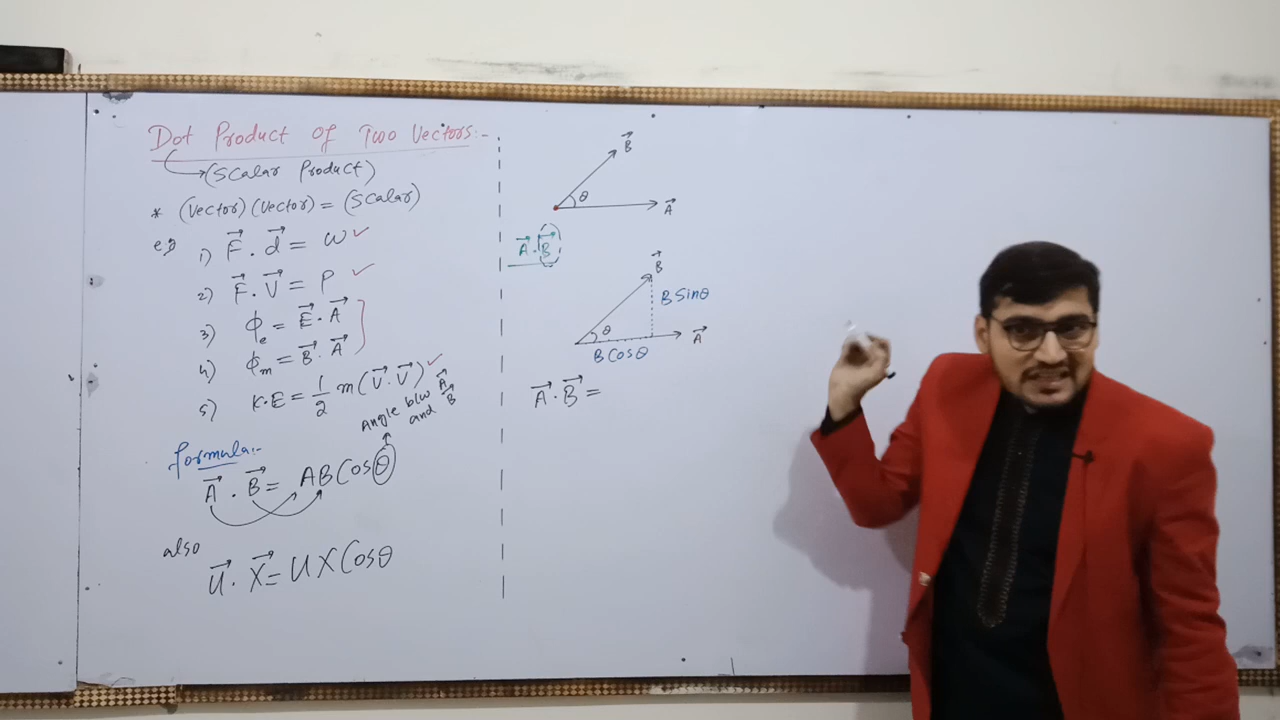 Dot Product of Two Vectors:-
(Scalar Product)
* (Vector)(Vector) = (Scalar)
e.g
1) F⃗ . d⃗ = W ✓
2) F⃗ . V⃗ = P ✓
3) ϕₑ = E⃗ . A⃗
4) ϕₘ = B⃗ . A⃗
5) K.E = 1/2 m(V⃗ . V⃗) ✓
Angle b/w A⃗
and B⃗
formula:-
A⃗ . B⃗ = AB Cosθ
also
U⃗ . X⃗ = UX Cosθ
B⃗
θ
A⃗
A⃗ . B⃗
B⃗
B Sinθ
θ
A⃗
B Cosθ
A⃗ . B⃗ =